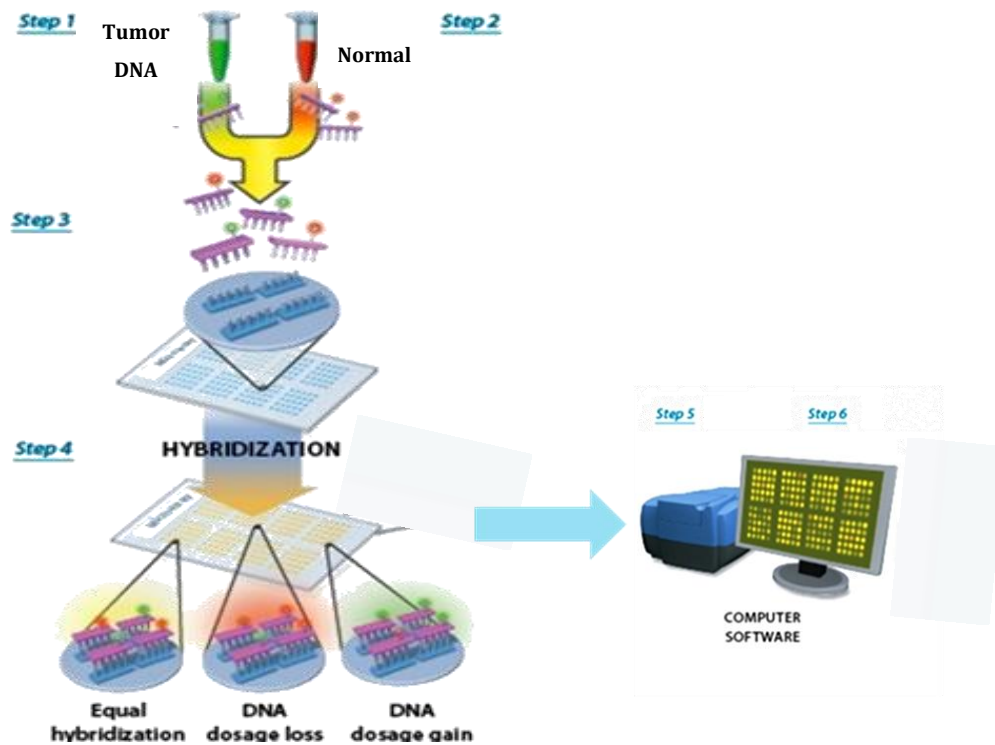 Step 1
Tumor
DNA
Normal
Step 2
Step 3
HYBRIDIZATION
Step 4
Equal
hybridization
DNA
dosage loss
DNA
dosage gain
Step 5
Step 6
COMPUTER
SOFTWARE